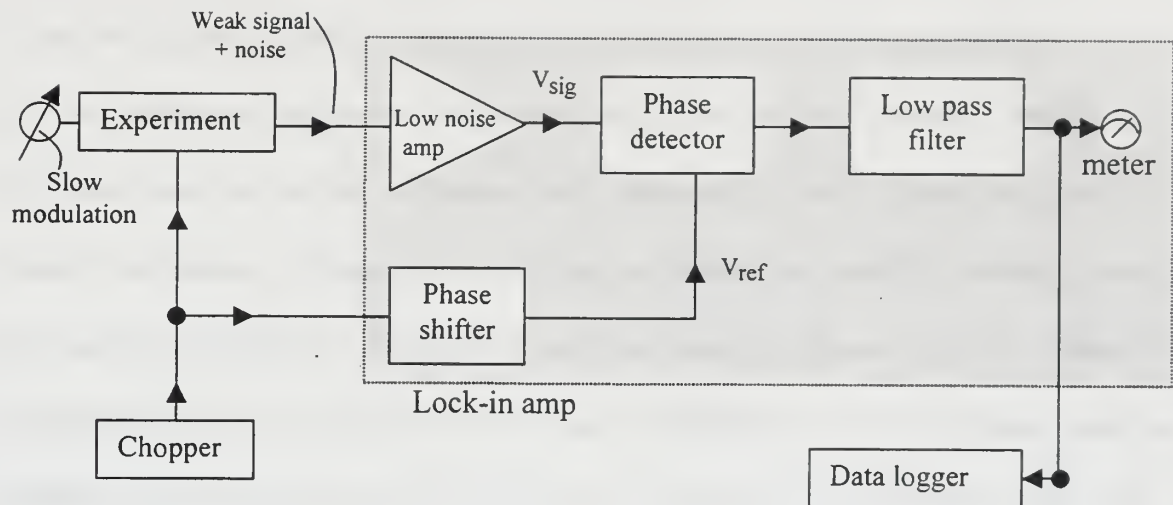 Weak signal
+ noise
Experiment
Slow
modulation
Low noise
amp
V_sig
Phase
detector
Low pass
filter
meter
Phase
shifter
V_ref
Lock-in amp
Chopper
Data logger